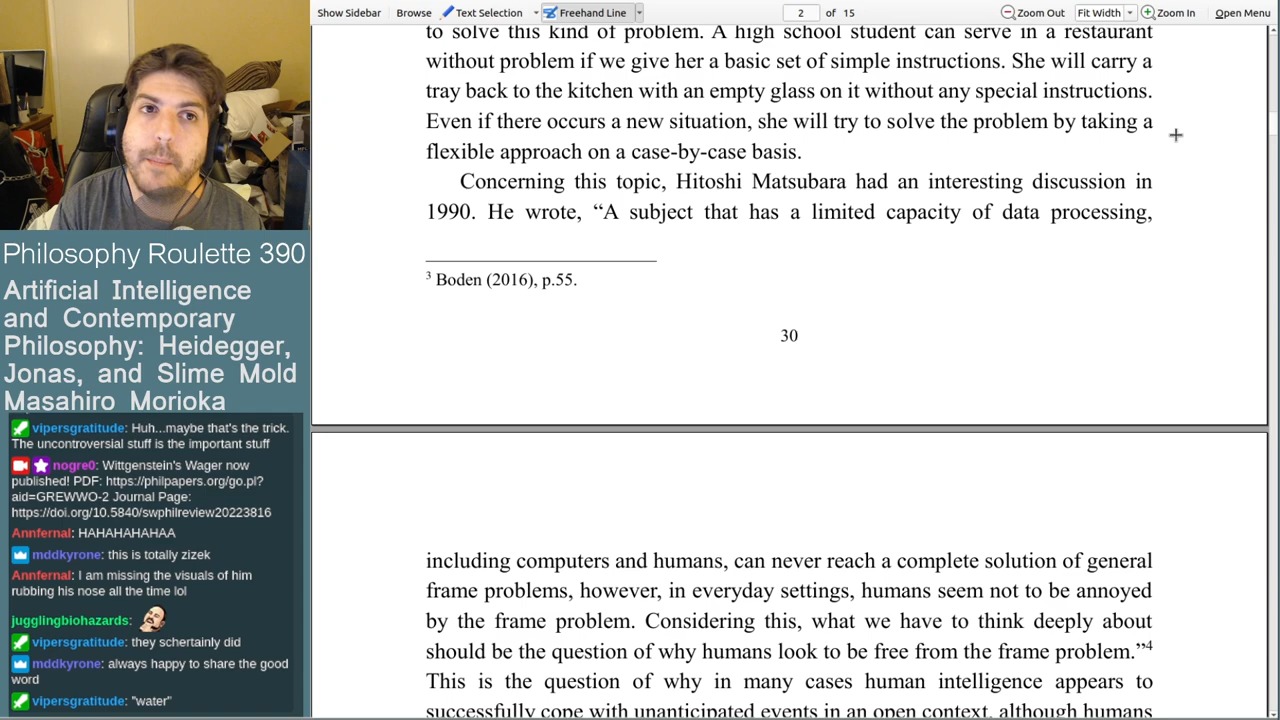 Show Sidebar Browse Text Selection Freehand Line 2 of 15 Zoom Out Fit Width Zoom In Open Menu
to solve this kind of problem. A high school student can serve in a restaurant
without problem if we give her a basic set of simple instructions. She will carry a
tray back to the kitchen with an empty glass on it without any special instructions.
Even if there occurs a new situation, she will try to solve the problem by taking a
flexible approach on a case-by-case basis.
Concerning this topic, Hitoshi Matsubara had an interesting discussion in
1990. He wrote, “A subject that has a limited capacity of data processing,
3 Boden (2016), p.55.
30
including computers and humans, can never reach a complete solution of general
frame problems, however, in everyday settings, humans seem not to be annoyed
by the frame problem. Considering this, what we have to think deeply about
should be the question of why humans look to be free from the frame problem.”4
This is the question of why in many cases human intelligence appears to
successfully cope with unanticipated events in an open context, although humans
Philosophy Roulette 390
Artificial Intelligence
and Contemporary
Philosophy: Heidegger,
Jonas, and Slime Mold
Masahiro Morioka
vipersgratitude: Huh...maybe that's the trick.
The uncontroversial stuff is the important stuff
nogre0: Wittgenstein's Wager now
published! PDF: https://philpapers.org/go.pl?
aid=GREWWO-2 Journal Page:
https://doi.org/10.5840/swphilreview20223816
Annfernal: HAHAHAHAHAA
mddkyrone: this is totally zizek
Annfernal: I am missing the visuals of him
rubbing his nose all the time lol
jugglingbiohazards:
vipersgratitude: they schertainly did
mddkyrone: always happy to share the good
word
vipersgratitude: "water"